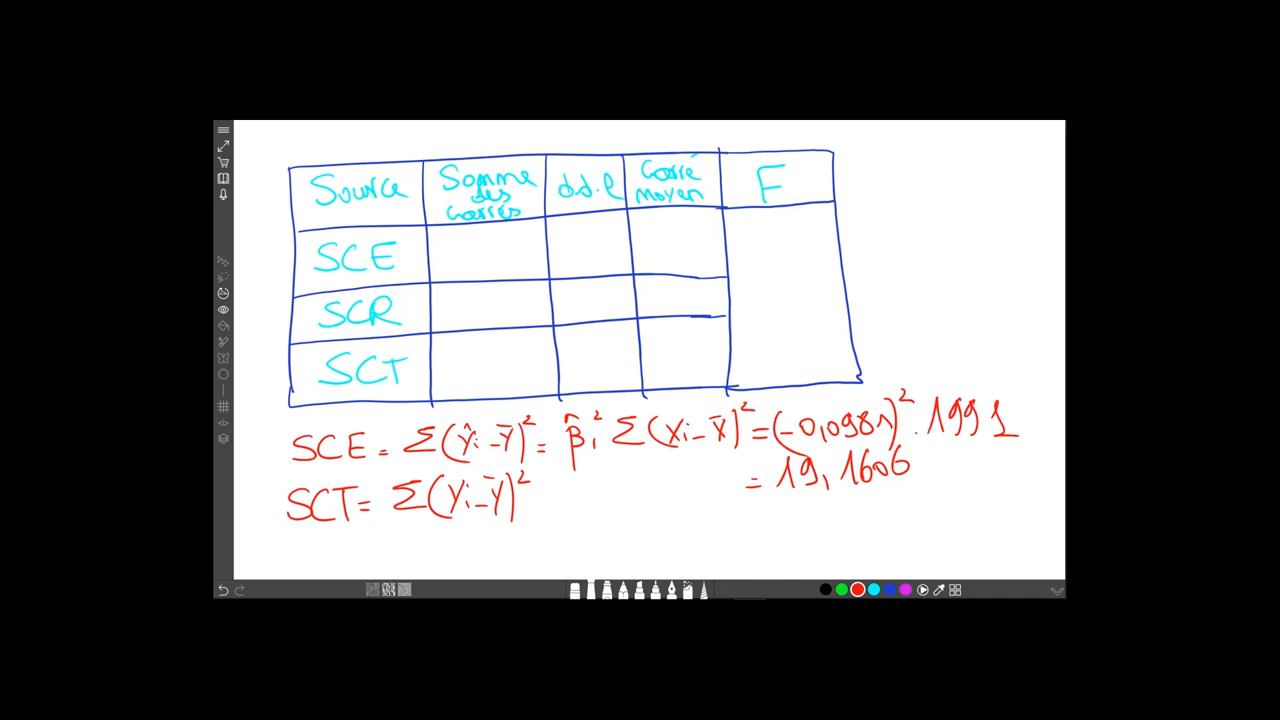 Source Somme des carrés d.d.l Carré moyen F
SCE
SCR
SCT
SCE = Σ(ŷi - ȳ)² = β̂₁² Σ(xi - x̄)² = (-0,0981)². 1991
= 19,1606
SCT = Σ(yi - ȳ)²